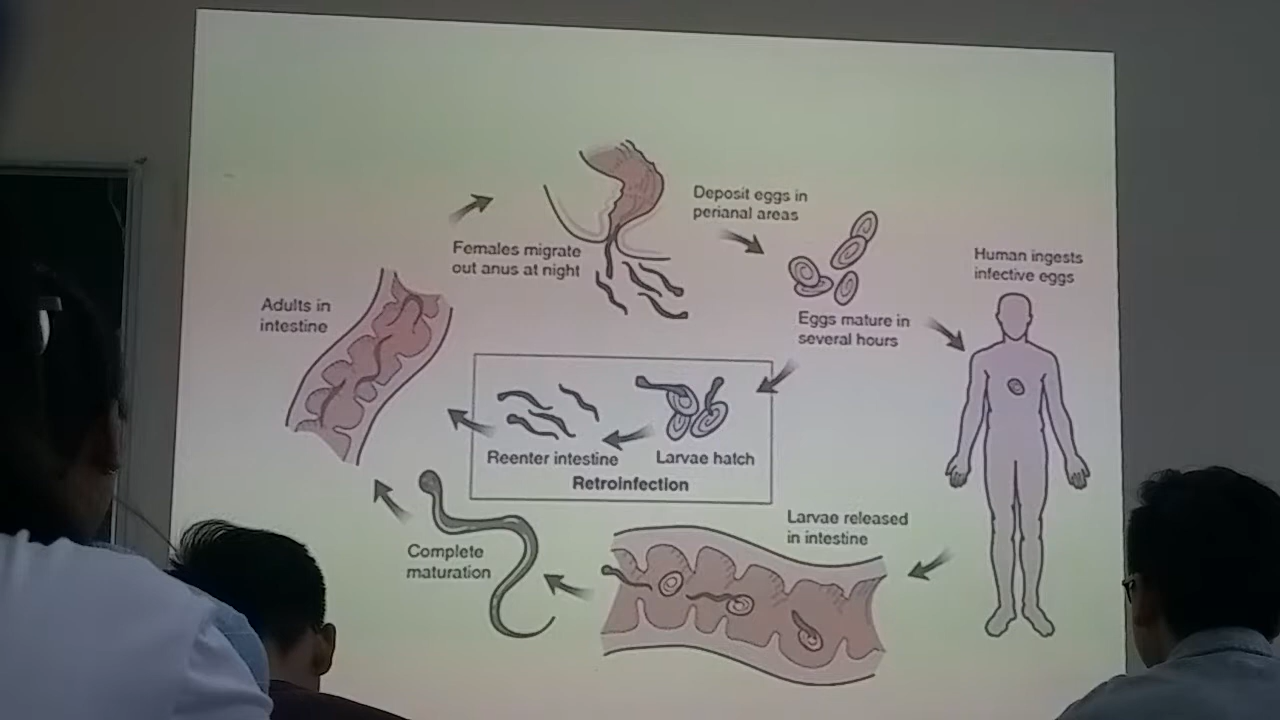 Deposit eggs in
perianal areas
Females migrate
out anus at night
Human ingests
infective eggs
Adults in
intestine
Eggs mature in
several hours
Reenter intestine
Larvae hatch
Retroinfection
Larvae released
in intestine
Complete
maturation